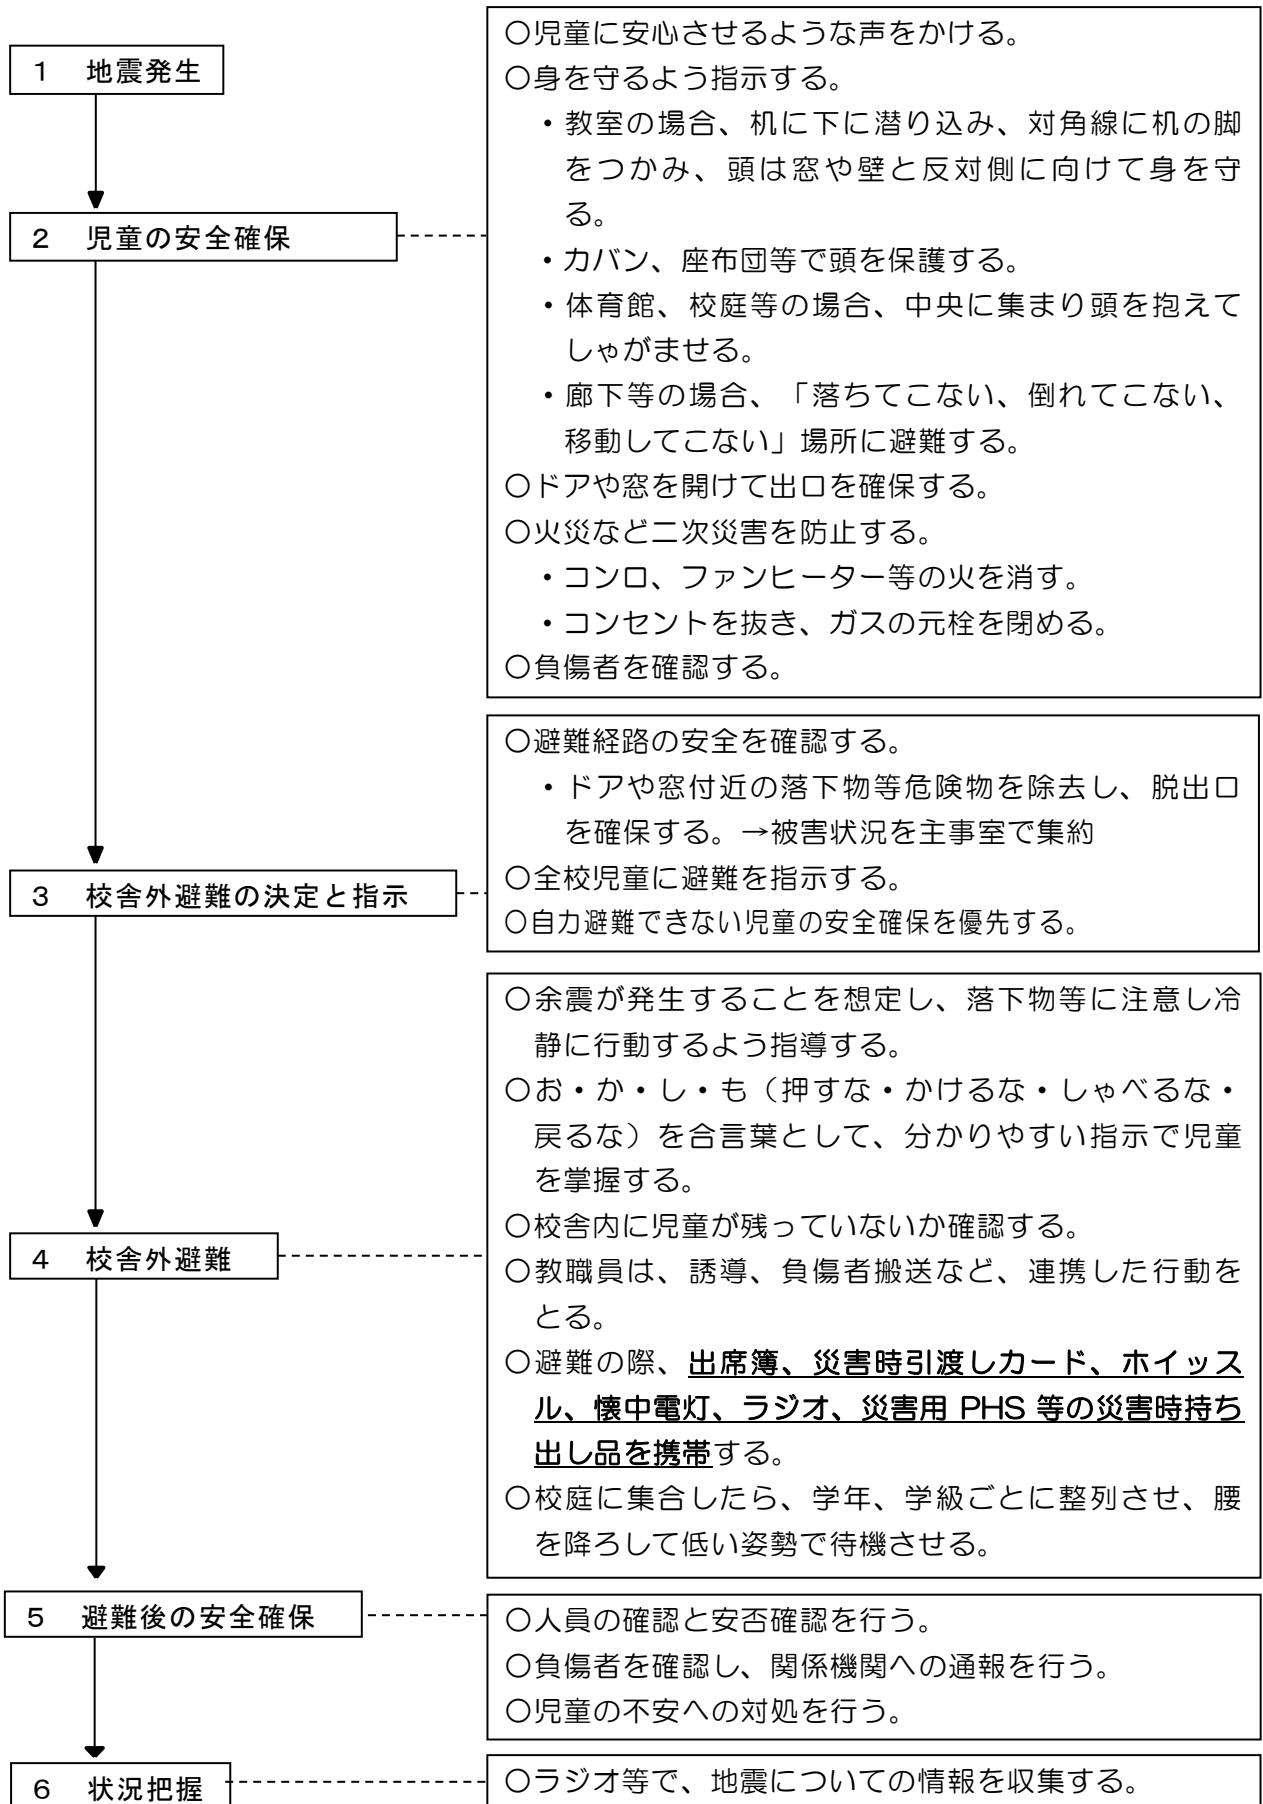 １　地震発生
○児童に安心させるような声をかける。
○身を守るよう指示する。
・教室の場合、机に下に潜り込み、対角線に机の脚
をつかみ、頭は窓や壁と反対側に向けて身を守
る。
２　児童の安全確保
・カバン、座布団等で頭を保護する。
・体育館、校庭等の場合、中央に集まり頭を抱えて
しゃがませる。
・廊下等の場合、「落ちてこない、倒れてこない、
移動してこない」場所に避難する。
○ドアや窓を開けて出口を確保する。
○火災など二次災害を防止する。
・コンロ、ファンヒーター等の火を消す。
・コンセントを抜き、ガスの元栓を閉める。
○負傷者を確認する。
３　校舎外避難の決定と指示
○避難経路の安全を確認する。
・ドアや窓付近の落下物等危険物を除去し、脱出口
を確保する。→被害状況を主事室で集約
○全校児童に避難を指示する。
○自力避難できない児童の安全確保を優先する。
４　校舎外避難
○余震が発生することを想定し、落下物等に注意し冷
静に行動するよう指導する。
○お・か・し・も（押すな・かけるな・しゃべるな・
戻るな）を合言葉として、分かりやすい指示で児童
を掌握する。
○校舎内に児童が残っていないか確認する。
○教職員は、誘導、負傷者搬送など、連携した行動を
とる。
○避難の際、出席簿、災害時引渡しカード、ホイッス
ル、懐中電灯、ラジオ、災害用 PHS 等の災害時持ち
出し品を携帯する。
○校庭に集合したら、学年、学級ごとに整列させ、腰
を降ろして低い姿勢で待機させる。
５　避難後の安全確保
○人員の確認と安否確認を行う。
○負傷者を確認し、関係機関への通報を行う。
○児童の不安への対処を行う。
６　状況把握
○ラジオ等で、地震についての情報を収集する。